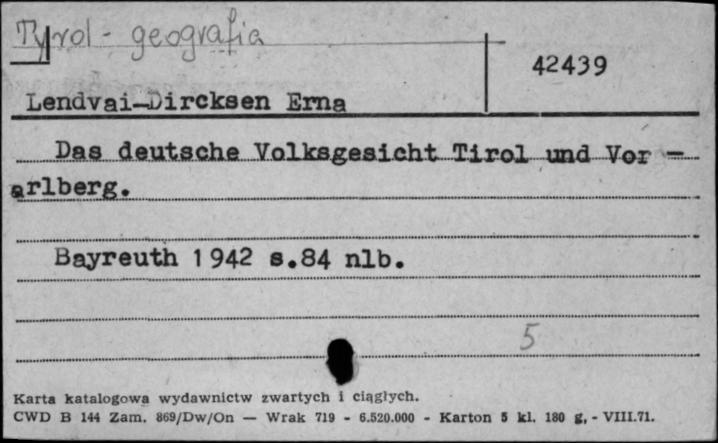 Tyrol - geografia
42439
Lendvai-Dircksen Erna
Das deutsche Volksgesicht Tirol und Vor -
arlberg.
Bayreuth 1942 s.84 nlb.
5
Karta katalogowa wydawnictw zwartych i ciągłych.
CWD B 144 Zam. 869/Dw/On — Wrak 719 - 6.520.000 - Karton 5 kl. 180 g, - VIII.71.